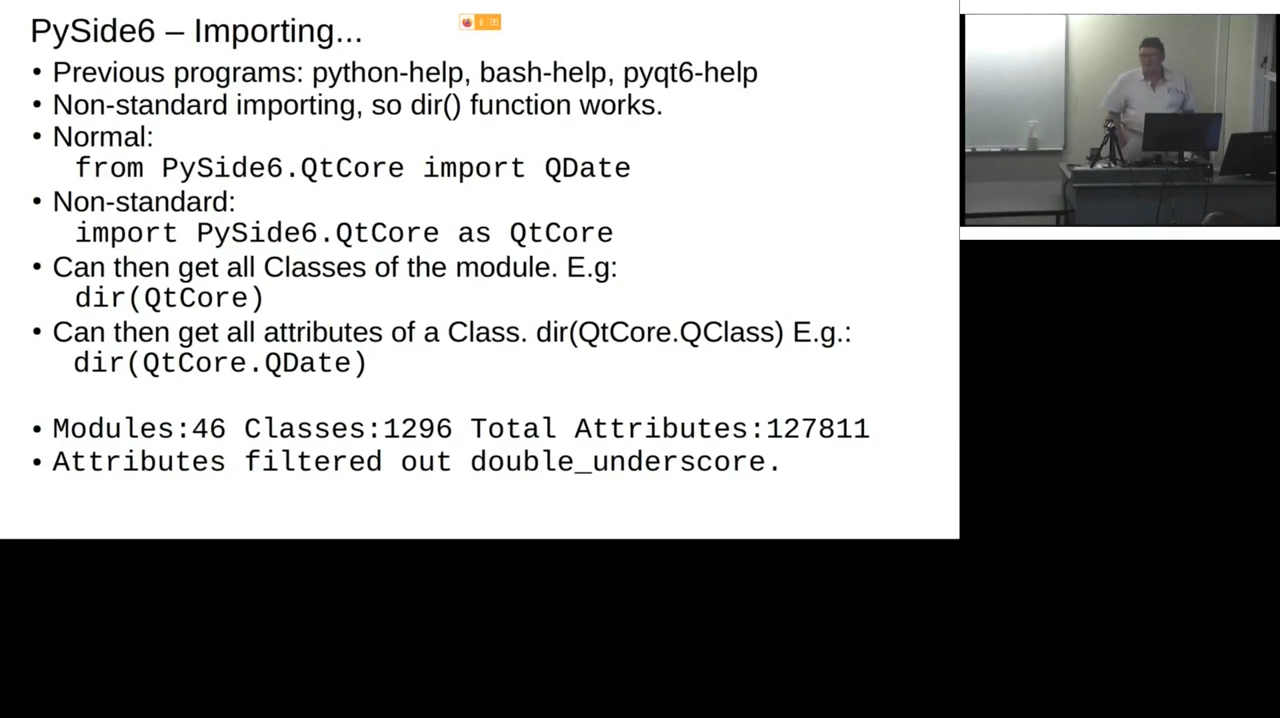 PySide6 – Importing...
• Previous programs: python-help, bash-help, pyqt6-help
• Non-standard importing, so dir() function works.
• Normal:
from PySide6.QtCore import QDate
• Non-standard:
import PySide6.QtCore as QtCore
• Can then get all Classes of the module. E.g:
dir(QtCore)
• Can then get all attributes of a Class. dir(QtCore.QClass) E.g.:
dir(QtCore.QDate)
• Modules:46 Classes:1296 Total Attributes:127811
• Attributes filtered out double_underscore.